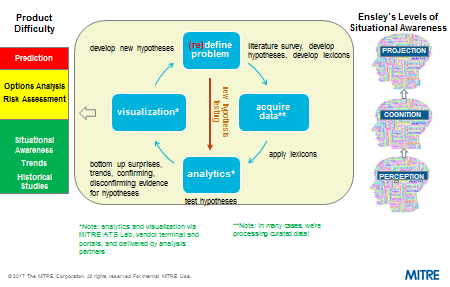 Product
Difficulty
Prediction
Options Analysis
Risk Assessment
Situational
Awareness
Trends
Historical
Studies
develop new hypotheses
(re)define
problem
literature survey, develop
hypotheses, develop lexicons
visualization*
new hypothesis
testing
acquire
data**
apply lexicons
bottom up surprises,
trends, confirming,
disconfirming evidence
for hypotheses
analytics*
test hypotheses
*Note: analytics and visualization via
MITRE ATS Lab, vendor terminal and
portals, and delivered by analysis
partners
**Note: In many cases, we're
processing curated data!
Ensley's Levels of
Situational Awareness
PROJECTION
COGNITION
PERCEPTION
© 2017 The MITRE Corporation. All rights reserved. For Internal MITRE Use.
MITRE